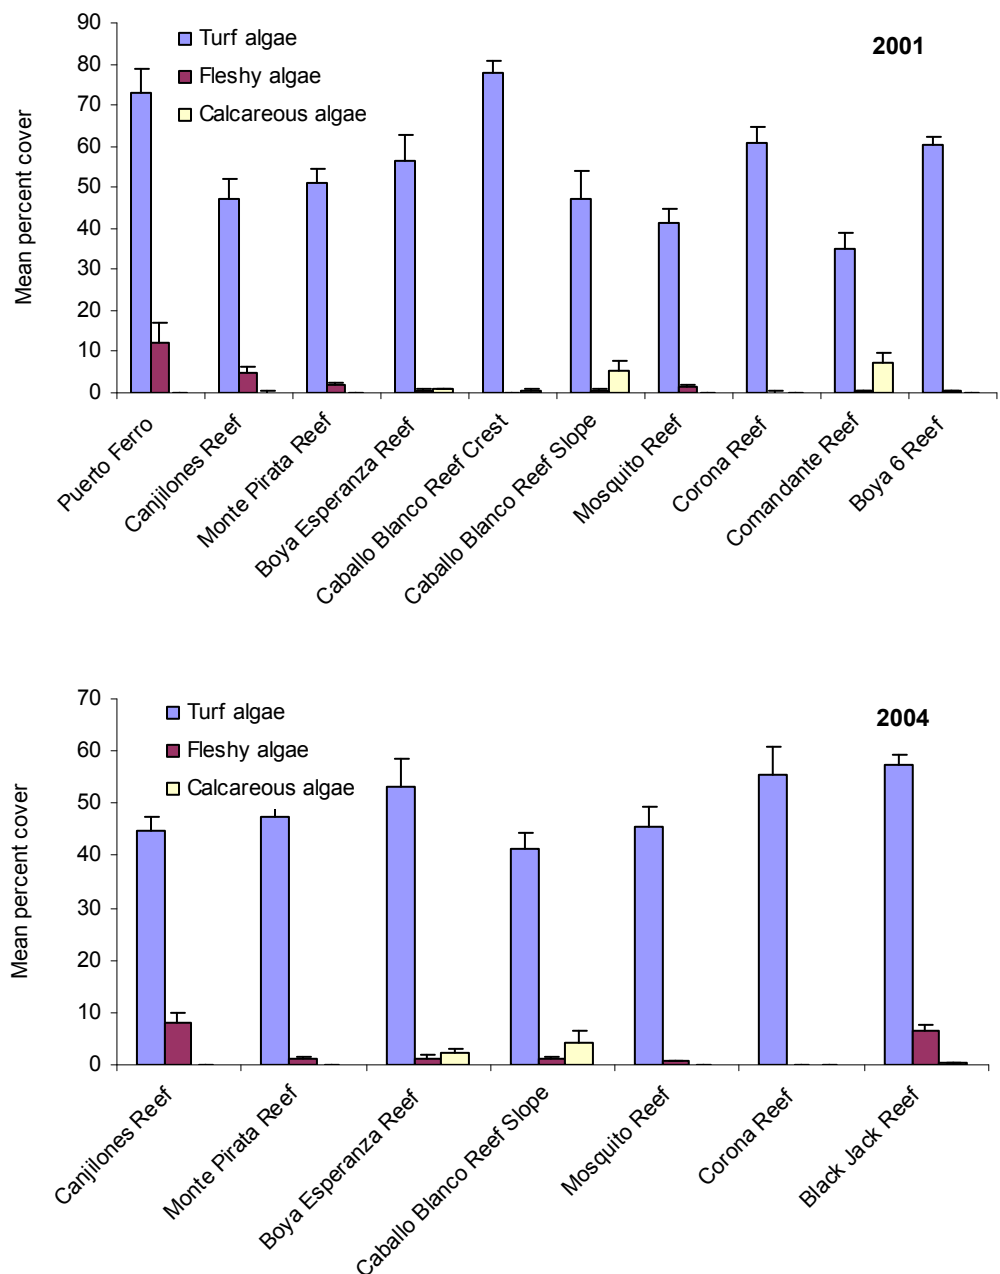 90
80
70
60
50
40
30
20
10
0
Mean percent cover
Turf algae
Fleshy algae
Calcareous algae
2001
Puerto Ferro
Canjilones Reef
Monte Pirata Reef
Boya Esperanza Reef
Caballo Blanco Reef Crest
Caballo Blanco Reef Slope
Mosquito Reef
Corona Reef
Comandante Reef
Boya 6 Reef
70
60
50
40
30
20
10
0
Mean percent cover
Turf algae
Fleshy algae
Calcareous algae
2004
Canjilones Reef
Monte Pirata Reef
Boya Esperanza Reef
Caballo Blanco Reef Slope
Mosquito Reef
Corona Reef
Black Jack Reef